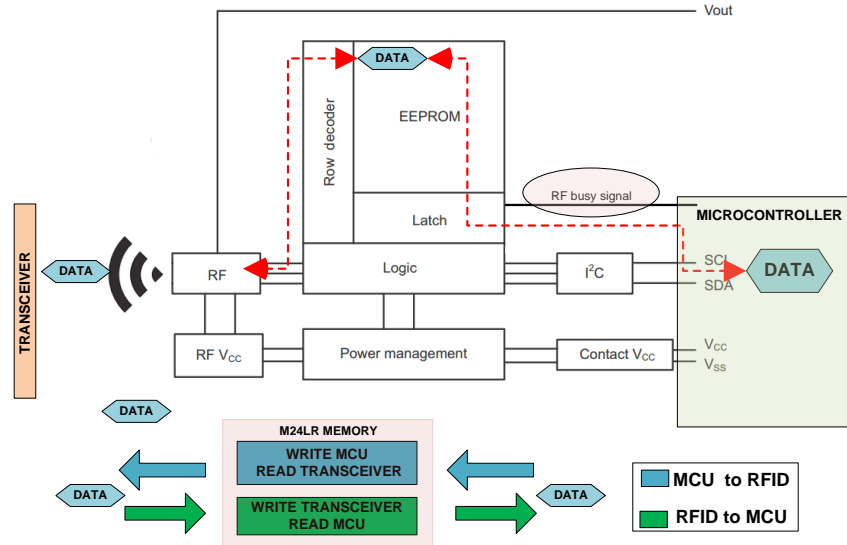 Vout
DATA
EEPROM
Row decoder
RF busy signal
Latch
MICROCONTROLLER
TRANSCEIVER
DATA
RF
Logic
I²C
SCL
SDA
DATA
RF VCC
Power management
Contact VCC
VCC
VSS
DATA
M24LR MEMORY
WRITE MCU
READ TRANSCEIVER
MCU to RFID
DATA
WRITE TRANSCEIVER
READ MCU
DATA
RFID to MCU